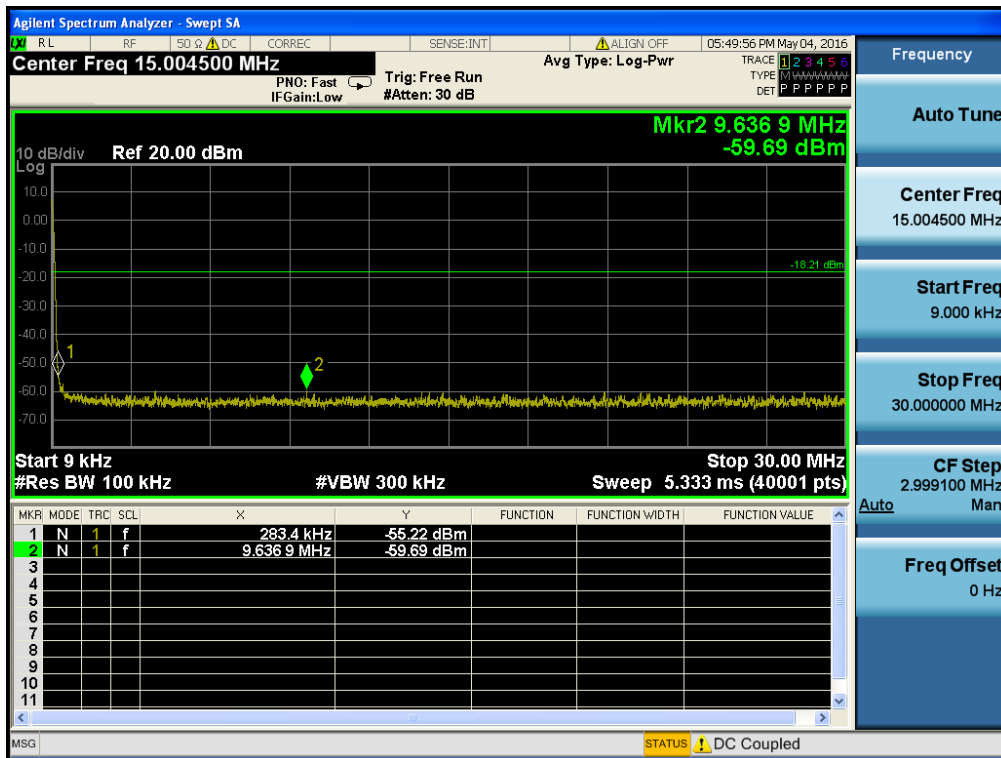 Agilent Spectrum Analyzer - Swept SA
LXI RL RF 50 Ω DC CORREC SENSE:INT ALIGN OFF 05:49:56 PM May 04, 2016
Center Freq 15.004500 MHz
PNO: Fast
IFGain:Low
Trig: Free Run
#Atten: 30 dB
Avg Type: Log-Pwr
TRACE 1 2 3 4 5 6
TYPE M W W W W W
DET P P P P P P
Mkr2 9.636 9 MHz
-59.69 dBm
10 dB/div
Log
Ref 20.00 dBm
10.0
0.00
-10.0
-18.21 dBm
-20.0
-30.0
-40.0
-50.0
-60.0
-70.0
1
2
Start 9 kHz
Stop 30.00 MHz
#Res BW 100 kHz
#VBW 300 kHz
Sweep 5.333 ms (40001 pts)
MKR MODE TRC SCL X Y FUNCTION FUNCTION WIDTH FUNCTION VALUE
1 N 1 f 283.4 kHz -55.22 dBm
2 N 1 f 9.636 9 MHz -59.69 dBm
3
4
5
6
7
8
9
10
11
MSG
STATUS
DC Coupled
Frequency
Auto Tune
Center Freq
15.004500 MHz
Start Freq
9.000 kHz
Stop Freq
30.000000 MHz
CF Step
2.999100 MHz
Auto Man
Freq Offset
0 Hz